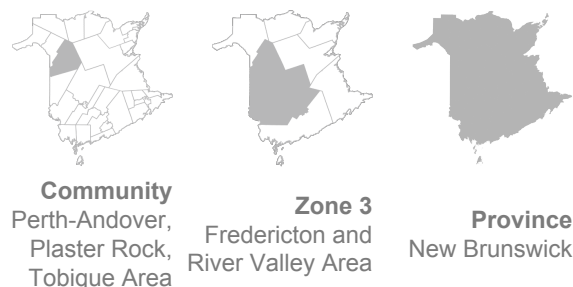 Community
Perth-Andover,
Plaster Rock,
Tobique Area
Zone 3
Fredericton and
River Valley Area
Province
New Brunswick